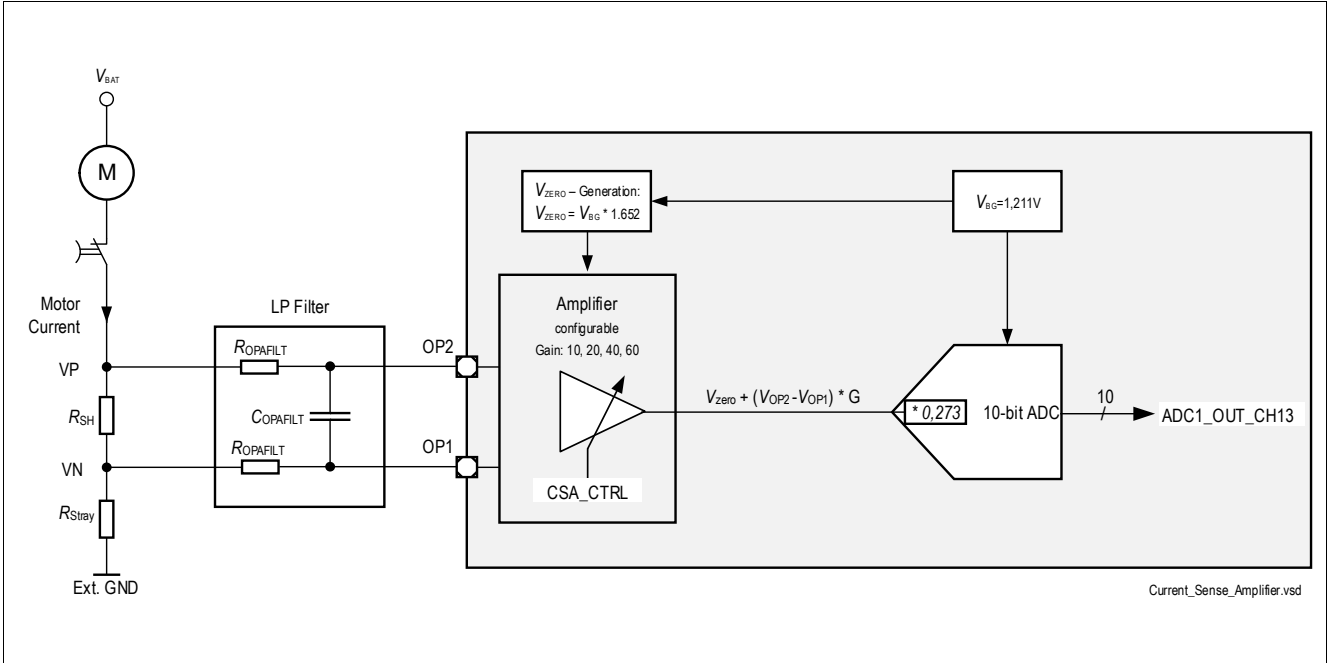 VBAT
M
Motor
Current
VP
RSH
VN
RStray
Ext. GND
LP Filter
ROPAFILT
COPAFILT
ROPAFILT
OP2
OP1
VZERO – Generation:
VZERO = VBG * 1.652
VBG=1,211V
Amplifier
configurable
Gain: 10, 20, 40, 60
CSA_CTRL
Vzero + (VOP2-VOP1) * G
* 0,273
10-bit ADC
10
ADC1_OUT_CH13
Current_Sense_Amplifier.vsd